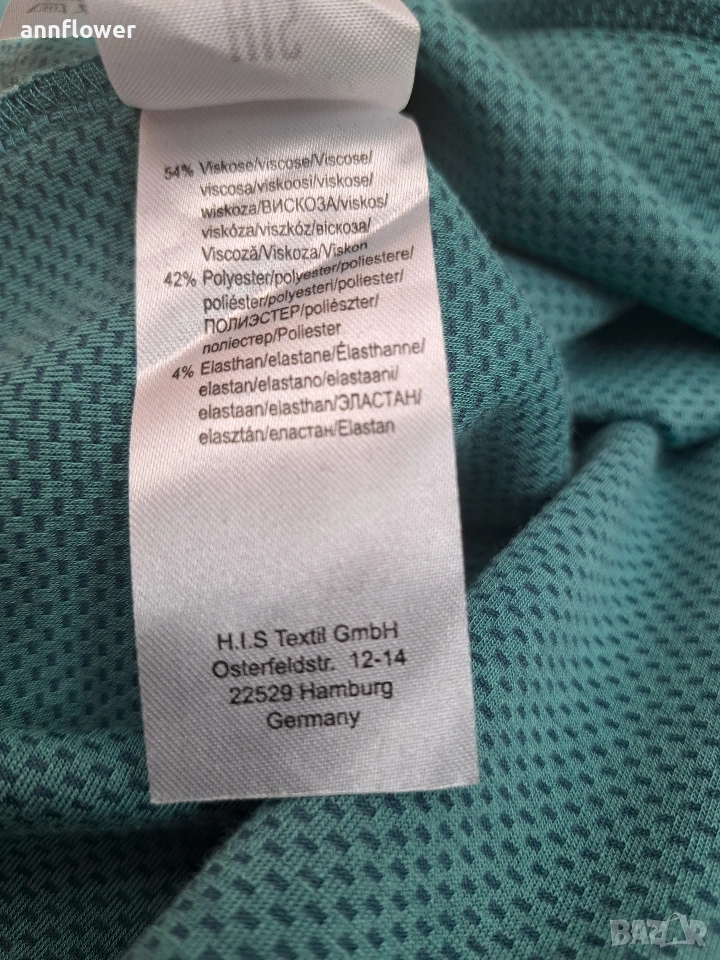 annflower
54% Viskose/viscose/Viscose/
viscosa/viskoosi/viskose/
wiskoza/ВИСКОЗА/viskos/
viskóza/viszkóz/віскоза/
Viscoză/Viskoza/Viskon
42% Polyester/polyester/poliestere/
poliéster/polyesteri/poliester/
ПОЛИЭСТЕР/poliészter/
поліестер/Poliester
4% Elasthan/elastane/Élasthanne/
elastan/elastano/elastaani/
elastaan/elasthan/ЭЛАСТАН/
elasztán/еластан/Elastan
H.I.S Textil GmbH
Osterfeldstr. 12-14
22529 Hamburg
Germany
BAZAR